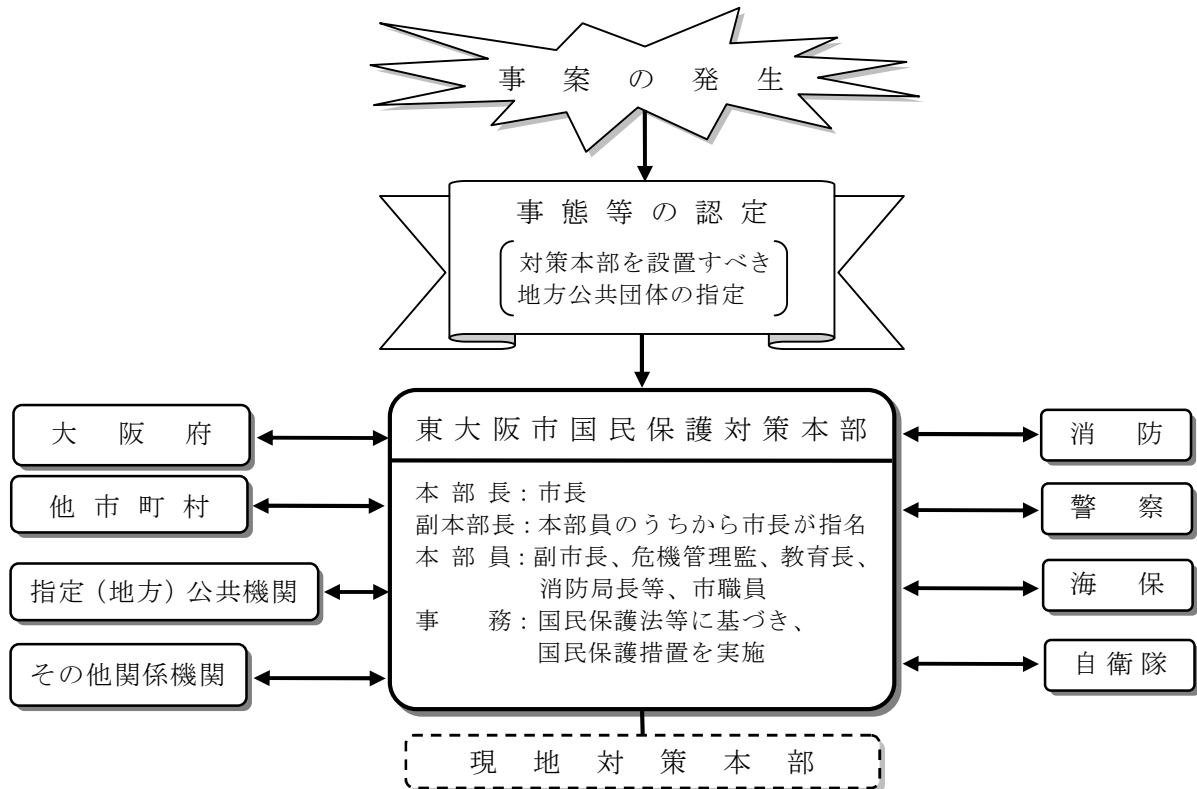 事案の発生
事態等の認定
対策本部を設置すべき
地方公共団体の指定
東大阪市国民保護対策本部
本部長：市長
副本部長：本部員のうちから市長が指名
本部員：副市長、危機管理監、教育長、
消防局長等、市職員
事　務：国民保護法等に基づき、
国民保護措置を実施
大阪府
他市町村
指定（地方）公共機関
その他関係機関
消防
警察
海保
自衛隊
現地対策本部